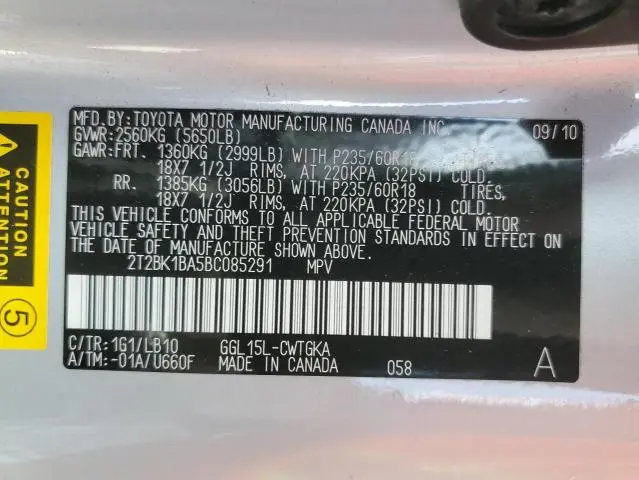 MFD.BY:TOYOTA MOTOR MANUFACTURING CANADA INC.
09/10
GVWR:2560KG (5650LB)
GAWR:FRT. 1360KG (2999LB) WITH P235/60R18
18X7 1/2J RIMS, AT 220KPA (32PSI) COLD.
RR. 1385KG (3056LB) WITH P235/60R18 TIRES,
18X7 1/2J RIMS, AT 220KPA (32PSI) COLD.
THIS VEHICLE CONFORMS TO ALL APPLICABLE FEDERAL MOTOR
VEHICLE SAFETY AND THEFT PREVENTION STANDARDS IN EFFECT ON
THE DATE OF MANUFACTURE SHOWN ABOVE.
2T2BK1BA5BC085291 MPV
C/TR:1G1/LB10 GGL15L-CWTGKA
A/TM:-01A/U660F MADE IN CANADA 058 A
CAUTION
5